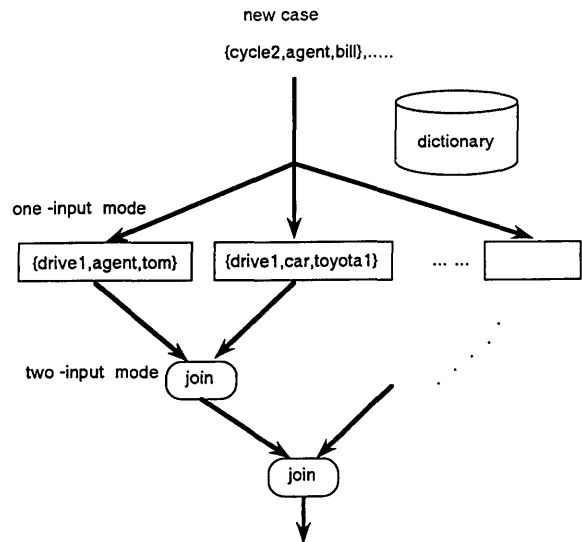 new case
{cycle2,agent,bill},.....
dictionary
one -input mode
{drive1,agent,tom}
{drive1,car,toyota1}
... ...
two -input mode
join
join